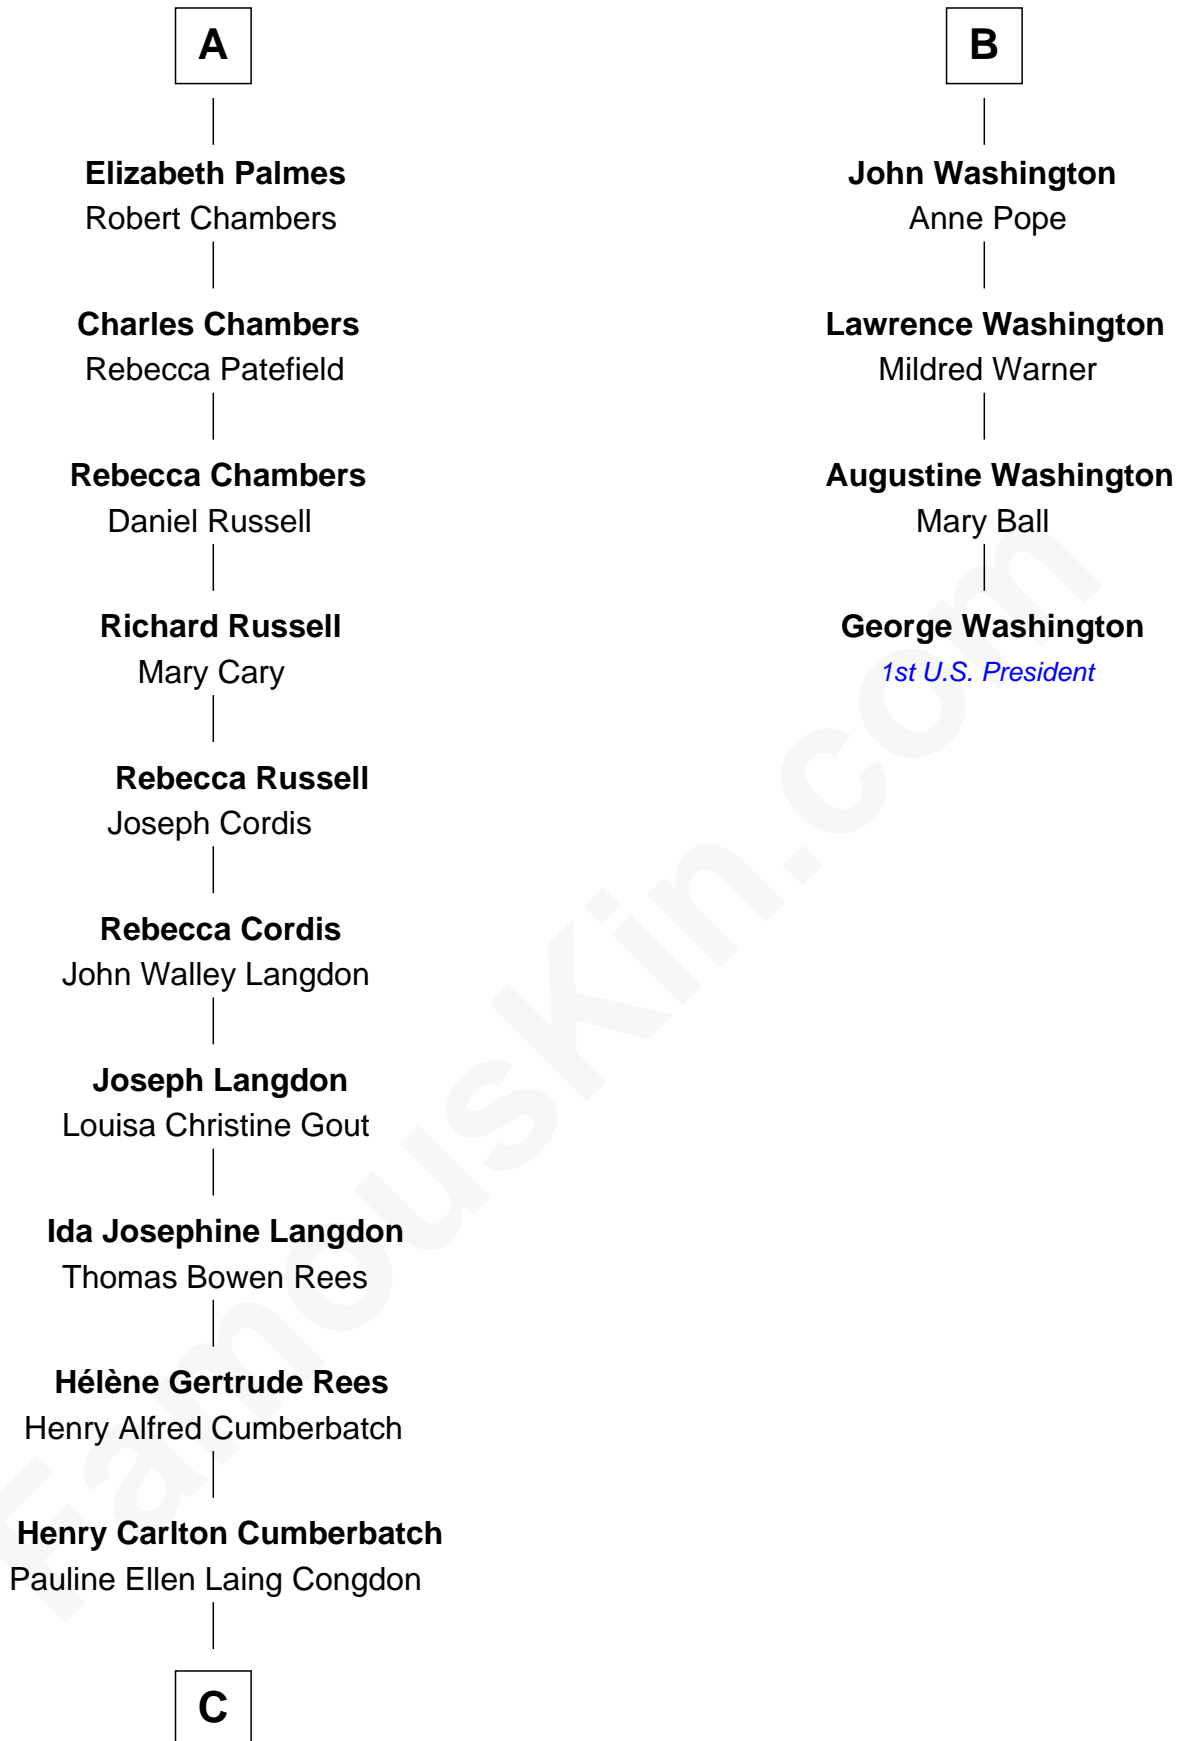 A
Elizabeth Palmes
Robert Chambers
Charles Chambers
Rebecca Patefield
Rebecca Chambers
Daniel Russell
Richard Russell
Mary Cary
Rebecca Russell
Joseph Cordis
Rebecca Cordis
John Walley Langdon
Joseph Langdon
Louisa Christine Gout
Ida Josephine Langdon
Thomas Bowen Rees
Hélène Gertrude Rees
Henry Alfred Cumberbatch
Henry Carlton Cumberbatch
Pauline Ellen Laing Congdon
C
B
John Washington
Anne Pope
Lawrence Washington
Mildred Warner
Augustine Washington
Mary Ball
George Washington
1st U.S. President
FamousKin.com